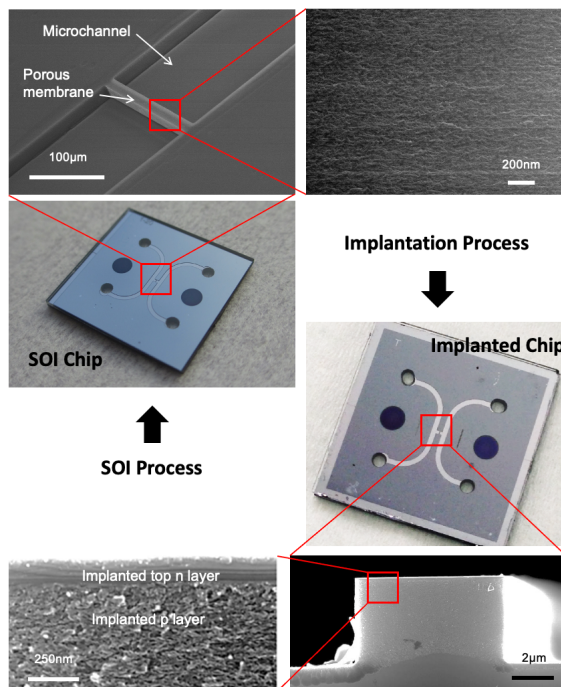 Microchannel
Porous
membrane
100µm
200nm
Implantation Process
SOI Chip
Implanted Chip
SOI Process
Implanted top n layer
Implanted p layer
250nm
2µm